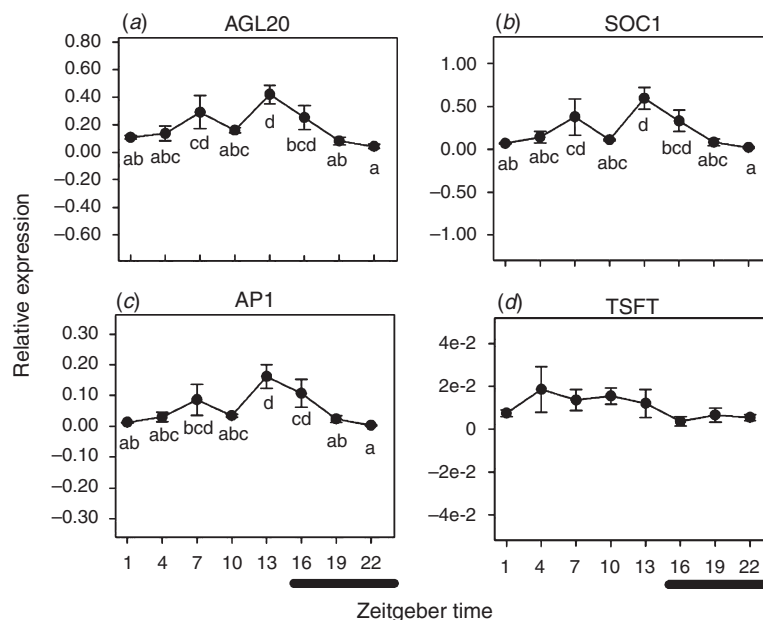 (a) AGL20
0.80
0.60
0.40
0.20
0.00
−0.20
−0.40
−0.60
ab abc cd abc d bcd ab a
(b) SOC1
1.00
0.50
0.00
−0.50
−1.00
ab abc cd abc d bcd abc a
Relative expression
(c) AP1
0.30
0.20
0.10
0.00
−0.10
−0.20
−0.30
ab abc bcd abc d cd ab a
1 4 7 10 13 16 19 22
(d) TSFT
4e-2
2e-2
0
−2e-2
−4e-2
1 4 7 10 13 16 19 22
Zeitgeber time